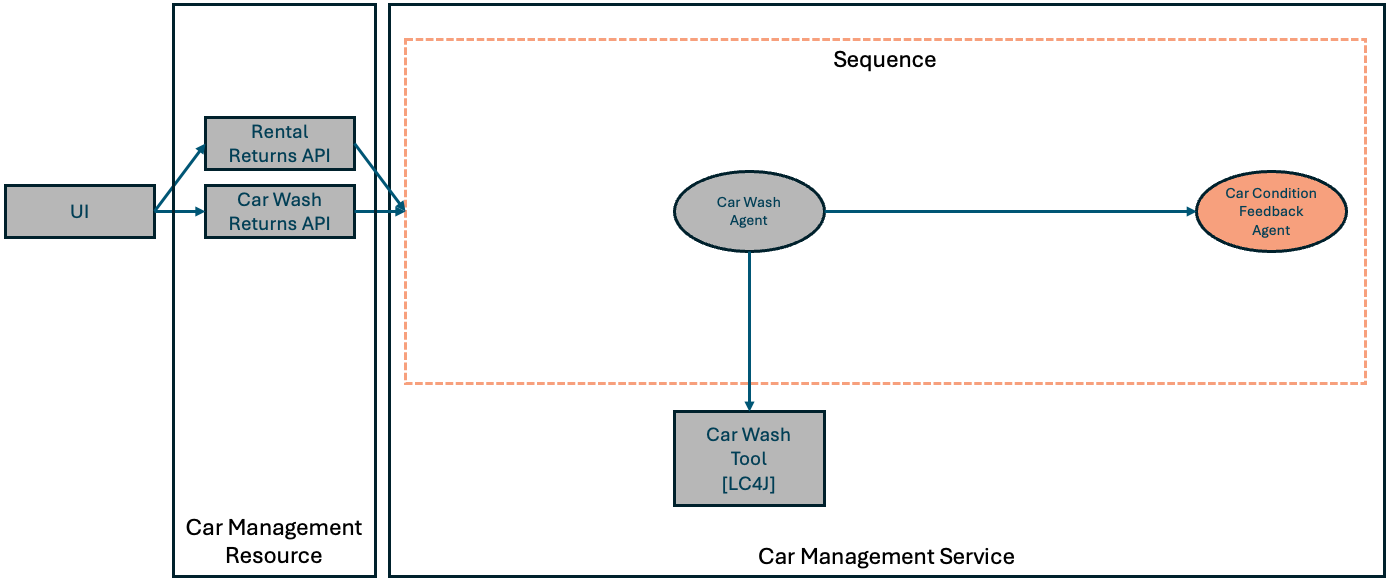 Sequence
Rental
Returns API
UI
Car Wash
Returns API
Car Wash
Agent
Car Condition
Feedback
Agent
Car Wash
Tool
[LC4J]
Car Management
Resource
Car Management Service